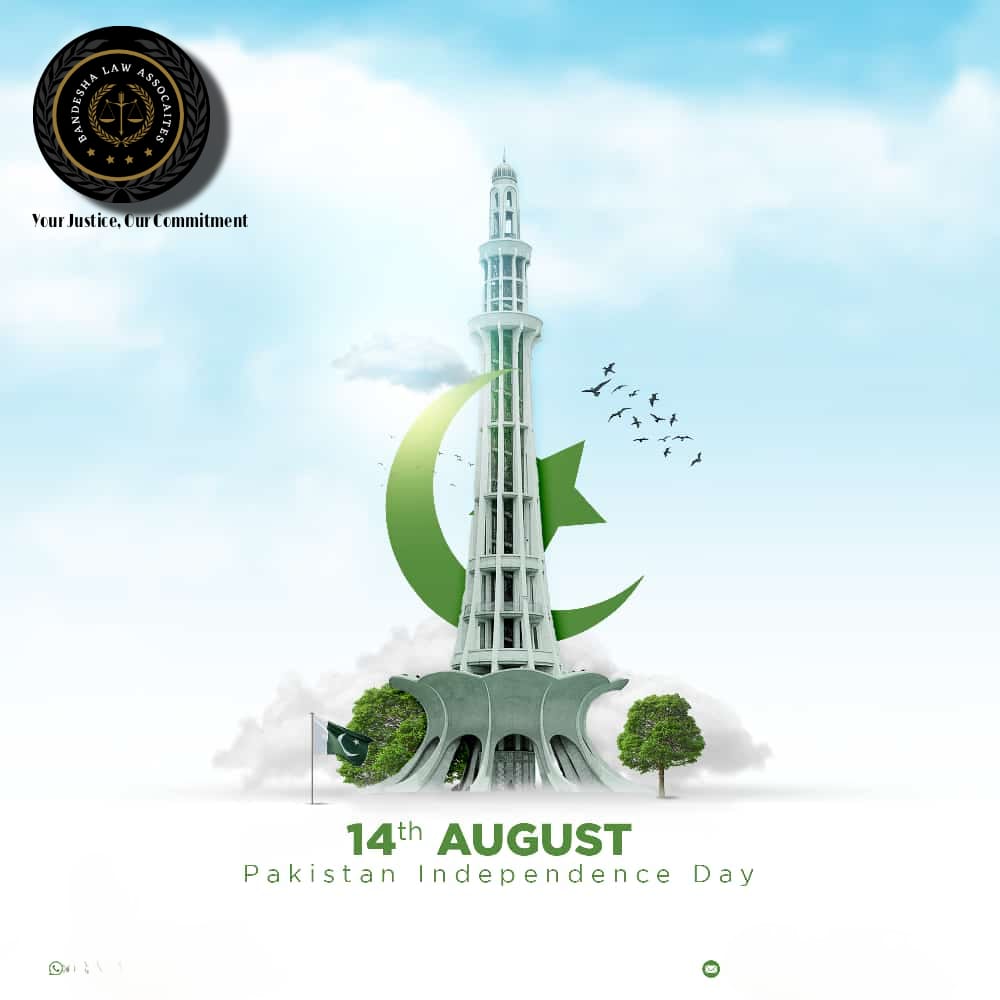 BANDESHA LAW ASSOCAITES
Your Justice, Our Commitment
14th AUGUST
Pakistan Independence Day